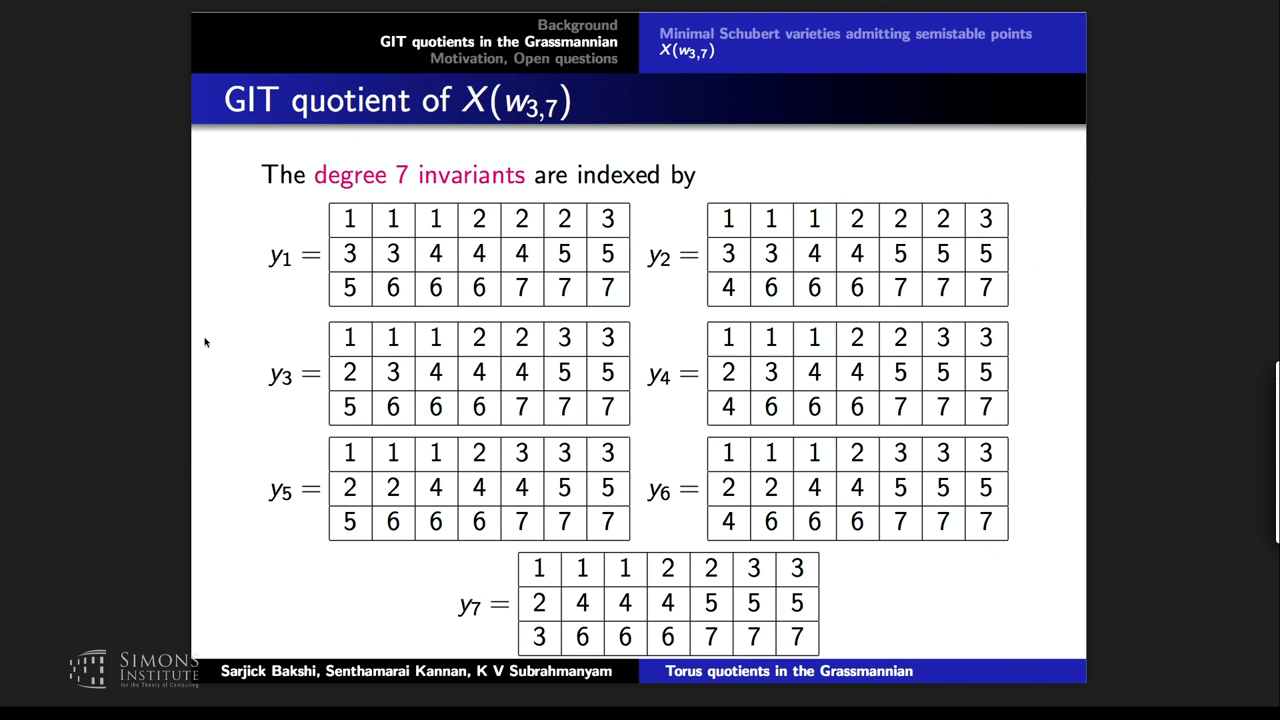 Background
GIT quotients in the Grassmannian
Motivation, Open questions
Minimal Schubert varieties admitting semistable points
X(w3,7)
GIT quotient of X(w3,7)
The degree 7 invariants are indexed by
y1 =
1 1 1 2 2 2 3
3 3 4 4 4 5 5
5 6 6 6 7 7 7
y2 =
1 1 1 2 2 2 3
3 3 4 4 5 5 5
4 6 6 6 7 7 7
y3 =
1 1 1 2 2 3 3
2 3 4 4 4 5 5
5 6 6 6 7 7 7
y4 =
1 1 1 2 2 3 3
2 3 4 4 5 5 5
4 6 6 6 7 7 7
y5 =
1 1 1 2 3 3 3
2 2 4 4 4 5 5
5 6 6 6 7 7 7
y6 =
1 1 1 2 3 3 3
2 2 4 4 5 5 5
4 6 6 6 7 7 7
y7 =
1 1 1 2 2 3 3
2 4 4 4 5 5 5
3 6 6 6 7 7 7
SIMONS
INSTITUTE
for the Theory of Computing
Sarjick Bakshi, Senthamarai Kannan, K V Subrahmanyam
Torus quotients in the Grassmannian